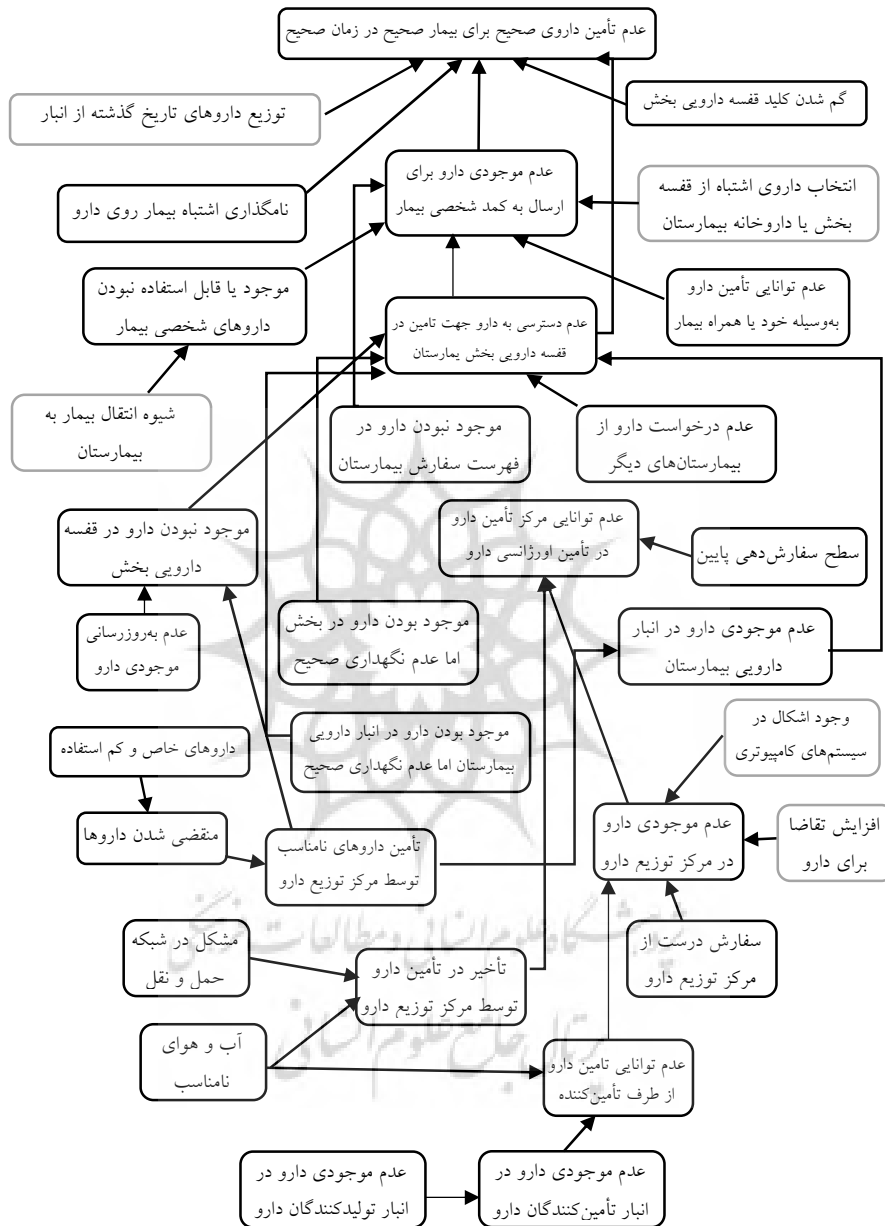 عدم تأمین داروی صحیح برای بیمار صحیح در زمان صحیح
گم شدن کلید قفسه دارویی بخش
توزیع داروهای تاریخ گذشته از انبار
انتخاب داروی اشتباه از قفسه
بخش یا داروخانه بیمارستان
عدم موجودی دارو برای
ارسال به کمد شخصی بیمار
نامگذاری اشتباه بیمار روی دارو
عدم توانایی تأمین دارو
به‌وسیله خود یا همراه بیمار
موجود یا قابل استفاده نبودن
داروهای شخصی بیمار
عدم دسترسی به دارو جهت تامین در
قفسه دارویی بخش یمارستان
شیوه انتقال بیمار به
بیمارستان
عدم درخواست دارو از
بیمارستان‌های دیگر
موجود نبودن دارو در
فهرست سفارش بیمارستان
عدم توانایی مرکز تأمین دارو
در تأمین اورژانسی دارو
موجود نبودن دارو در قفسه
دارویی بخش
سطح سفارش‌دهی پایین
عدم موجودی دارو در انبار
دارویی بیمارستان
موجود بودن دارو در بخش
اما عدم نگهداری صحیح
عدم به‌روزرسانی
موجودی دارو
وجود اشکال در
سیستم‌های کامپیوتری
موجود بودن دارو در انبار دارویی
بیمارستان اما عدم نگهداری صحیح
داروهای خاص و کم استفاده
افزایش تقاضا
برای دارو
عدم موجودی دارو
در مرکز توزیع دارو
تأمین داروهای نامناسب
توسط مرکز توزیع دارو
منقضی شدن داروها
سفارش درست از
مرکز توزیع دارو
تأخیر در تأمین دارو
توسط مرکز توزیع دارو
مشکل در شبکه
حمل و نقل
پژوهشگاه علوم انسانی و مطالعات فرهنگی
پرتال جامع علوم انسانی
عدم توانایی تامین دارو
از طرف تأمین‌کننده
آب و هوای
نامناسب
عدم موجودی دارو در
انبار تأمین‌کنندگان دارو
عدم موجودی دارو در
انبار تولیدکنندگان دارو